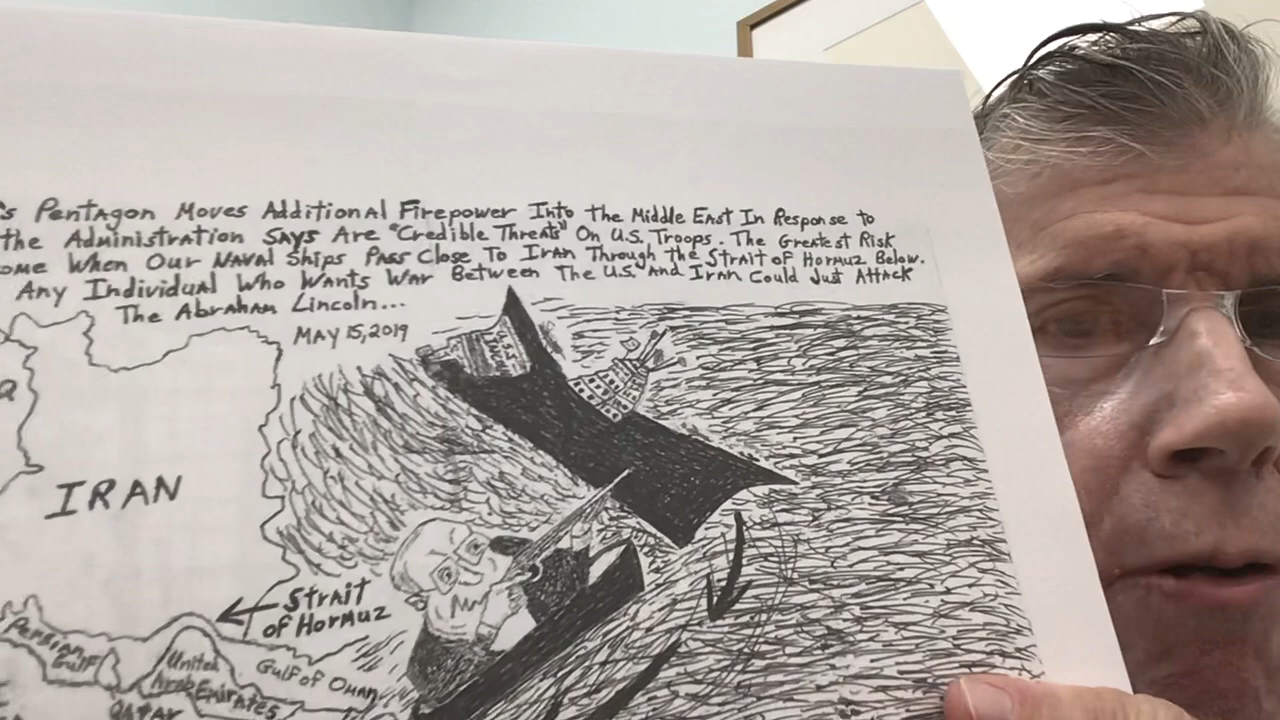 's Pentagon Moves Additional Firepower Into the Middle East In Response to
the Administration Says Are "Credible Threats" On U.S. Troops. The Greatest Risk
ome When Our Naval Ships Pass Close To Iran Through the Strait of Hormuz Below.
Any Individual Who Wants War Between The U.S. and Iran Could Just Attack
The Abraham Lincoln...
MAY 15, 2019
IRAN
Strait
of Hormuz
Persian
Gulf
United
Arab Emirates
Gulf of Oman
QATAR